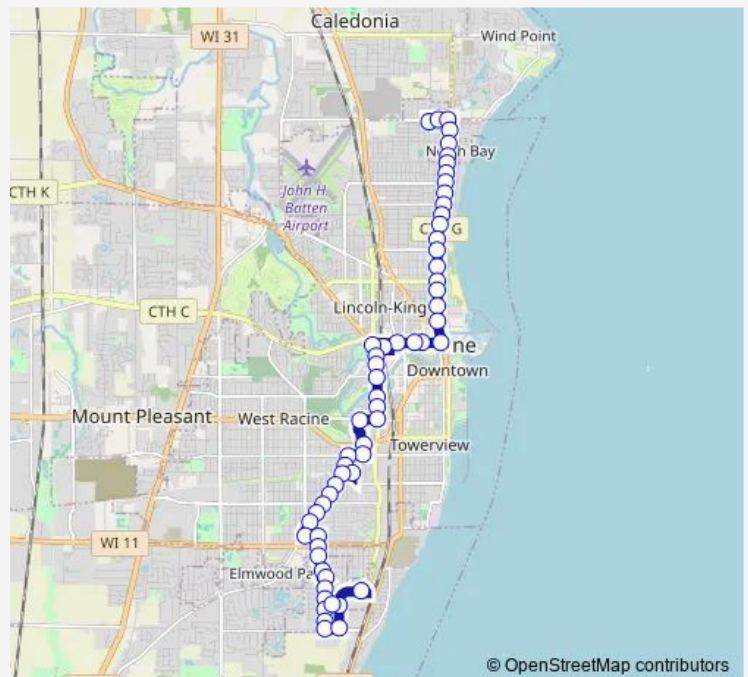 Caledonia
WI 31
Wind Point
North Bay
CTH K
John H.
Batten
Airport
CTH C
Lincoln-King
ne
Downtown
Mount Pleasant
West Racine
Towerview
WI 11
Elmwood Pa
© OpenStreetMap contributors